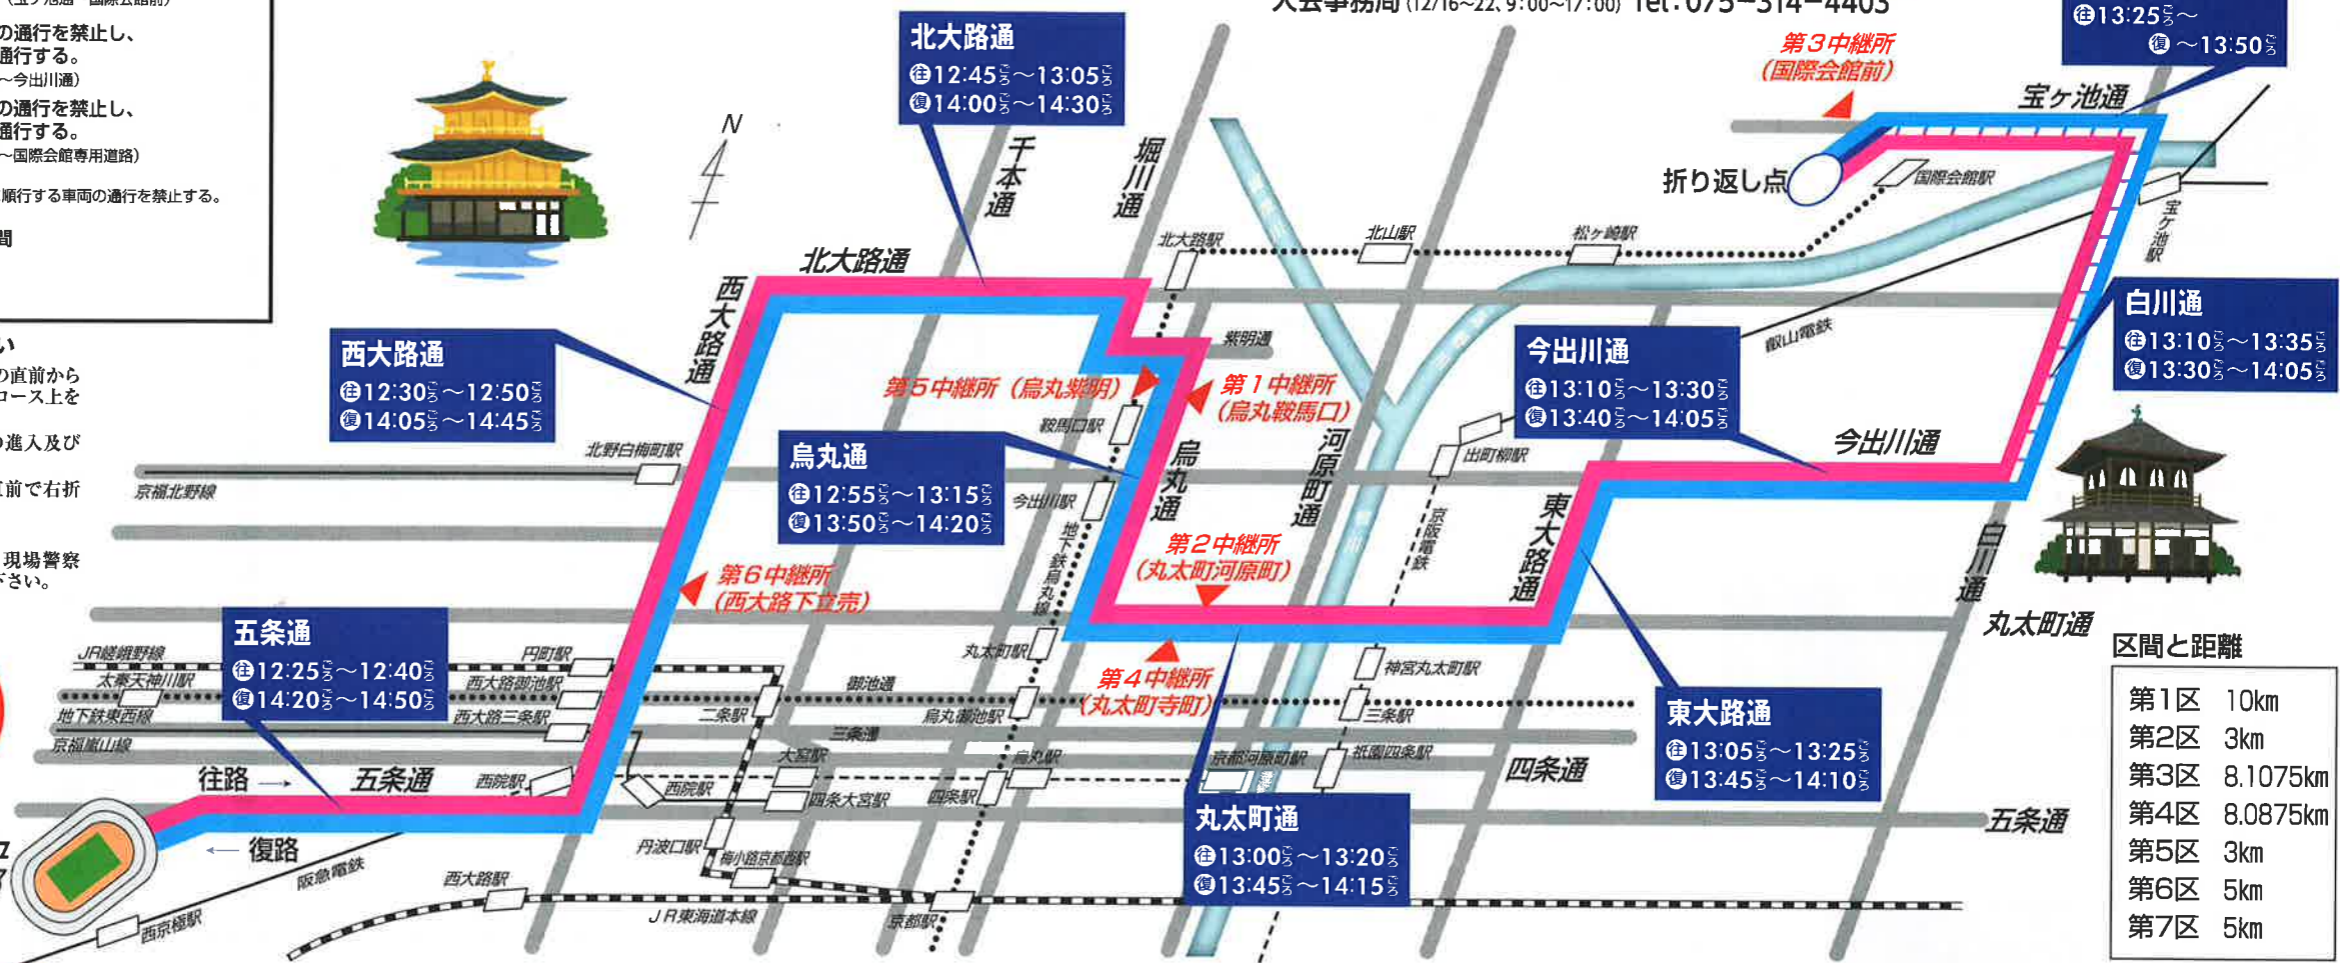 の通行を禁止し、
通行する。
～今出川通）
の通行を禁止し、
通行する。
～国際会館専用道路）
順行する車両の通行を禁止する。
間
い
の直前から
コース上を
の進入及び
直前で右折
現場警察
下さい。
大会事務局 (12/16～22、9:00～17:00) Tel:075-314-4403
北大路通
往12:45ごろ～13:05ごろ
復14:00ごろ～14:30ごろ
往13:25ごろ～
復～13:50ごろ
第3中継所
(国際会館前)
宝ヶ池通
折り返し点
国際会館駅
宝ヶ池駅
N
千本通
堀川通
北大路駅
北山駅
松ヶ崎駅
北大路通
西大路通
紫明通
叡山電鉄
白川通
往13:10ごろ～13:35ごろ
復13:30ごろ～14:05ごろ
西大路通
往12:30ごろ～12:50ごろ
復14:05ごろ～14:45ごろ
第5中継所(烏丸紫明)
第1中継所
(烏丸鞍馬口)
鞍馬口駅
今出川通
往13:10ごろ～13:30ごろ
復13:40ごろ～14:05ごろ
今出川通
北野白梅町駅
京福北野線
烏丸通
往12:55ごろ～13:15ごろ
復13:50ごろ～14:20ごろ
今出川駅
地下鉄烏丸線
烏丸通
河原町通
出町柳駅
京阪電鉄
東大路通
白川通
第2中継所
(丸太町河原町)
第6中継所
(西大路下立売)
丸太町通
五条通
往12:25ごろ～12:40ごろ
復14:20ごろ～14:50ごろ
JR嵯峨野線
太秦天神川駅
地下鉄東西線
京福嵐山線
円町駅
西大路御池駅
西大路三条駅
二条駅
御池通
三条通
丸太町駅
烏丸御池駅
第4中継所
(丸太町寺町)
神宮丸太町駅
三条駅
祇園四条駅
東大路通
往13:05ごろ～13:25ごろ
復13:45ごろ～14:10ごろ
往路→
五条通
西院駅
西院駅
大宮駅
四条大宮駅
四条駅
烏丸駅
京都河原町駅
四条通
丸太町通
往13:00ごろ～13:20ごろ
復13:45ごろ～14:15ごろ
五条通
←復路
阪急電鉄
西京極駅
丹波口駅
梅小路京都西駅
西大路駅
JR東海道本線
京都駅
区間と距離
第1区 10km
第2区 3km
第3区 8.1075km
第4区 8.0875km
第5区 3km
第6区 5km
第7区 5km